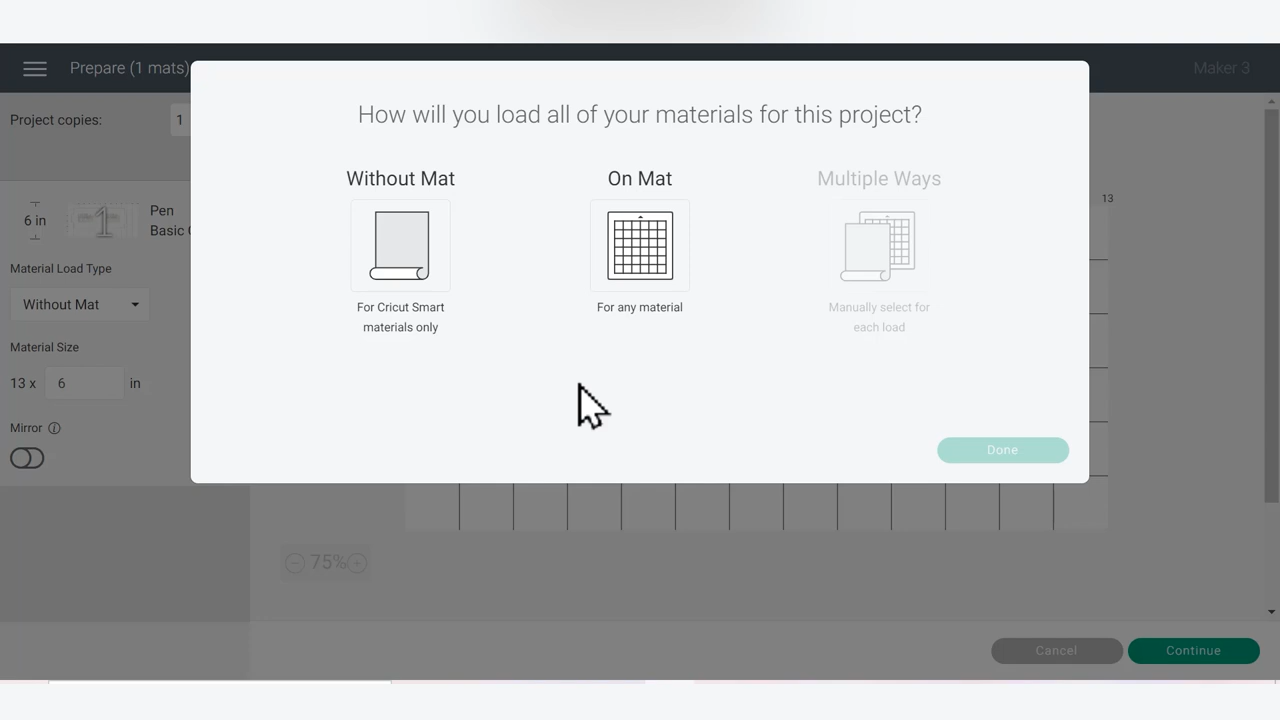 Prepare (1 mats)
Maker 3
Project copies:
1
How will you load all of your materials for this project?
Without Mat
For Cricut Smart
materials only
On Mat
For any material
Multiple Ways
Manually select for
each load
Done
6 in
1
Pen
Basic
Material Load Type
Without Mat
Material Size
13 x 6 in
Mirror
13
75%
Cancel
Continue